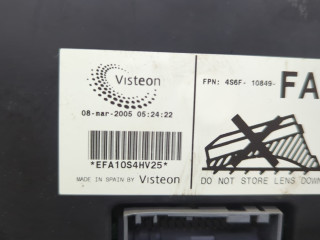 Visteon
FPN: 4S6F- 10849- FA
08-mar-2005 05:24:22
*EFA10S4HV25*
MADE IN SPAIN BY Visteon
DO NOT STORE LENS DOWN